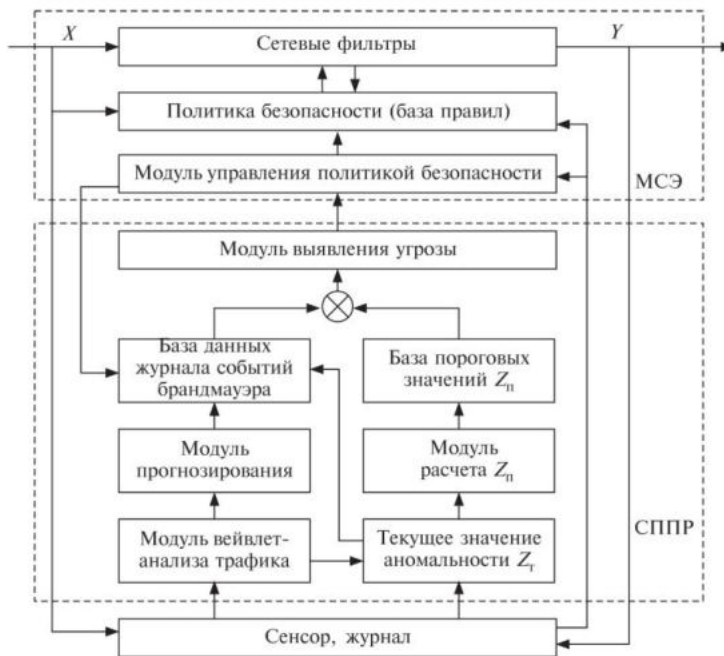 X
Y
Сетевые фильтры
Политика безопасности (база правил)
Модуль управления политикой безопасности
МСЭ
Модуль выявления угрозы
База данных
журнала событий
брандмауэра
База пороговых
значений Zп
Модуль
прогнозирования
Модуль
расчета Zп
Модуль вейвлет-
анализа трафика
Текущее значение
аномальности Zт
СППР
Сенсор, журнал